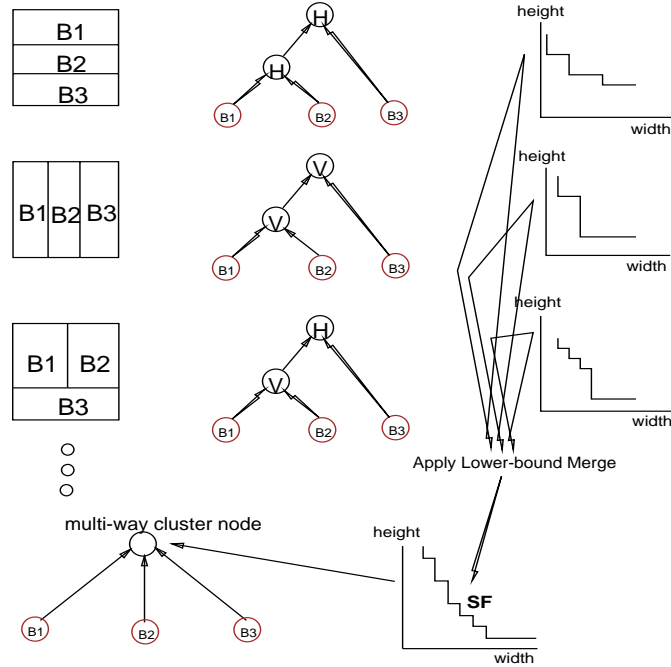 B1
B2
B3
H
H
B1
B2
B3
height
width
B1
B2
B3
V
V
B1
B2
B3
height
width
B1
B2
B3
H
V
B1
B2
B3
height
width
Apply Lower-bound Merge
multi-way cluster node
B1
B2
B3
height
SF
width